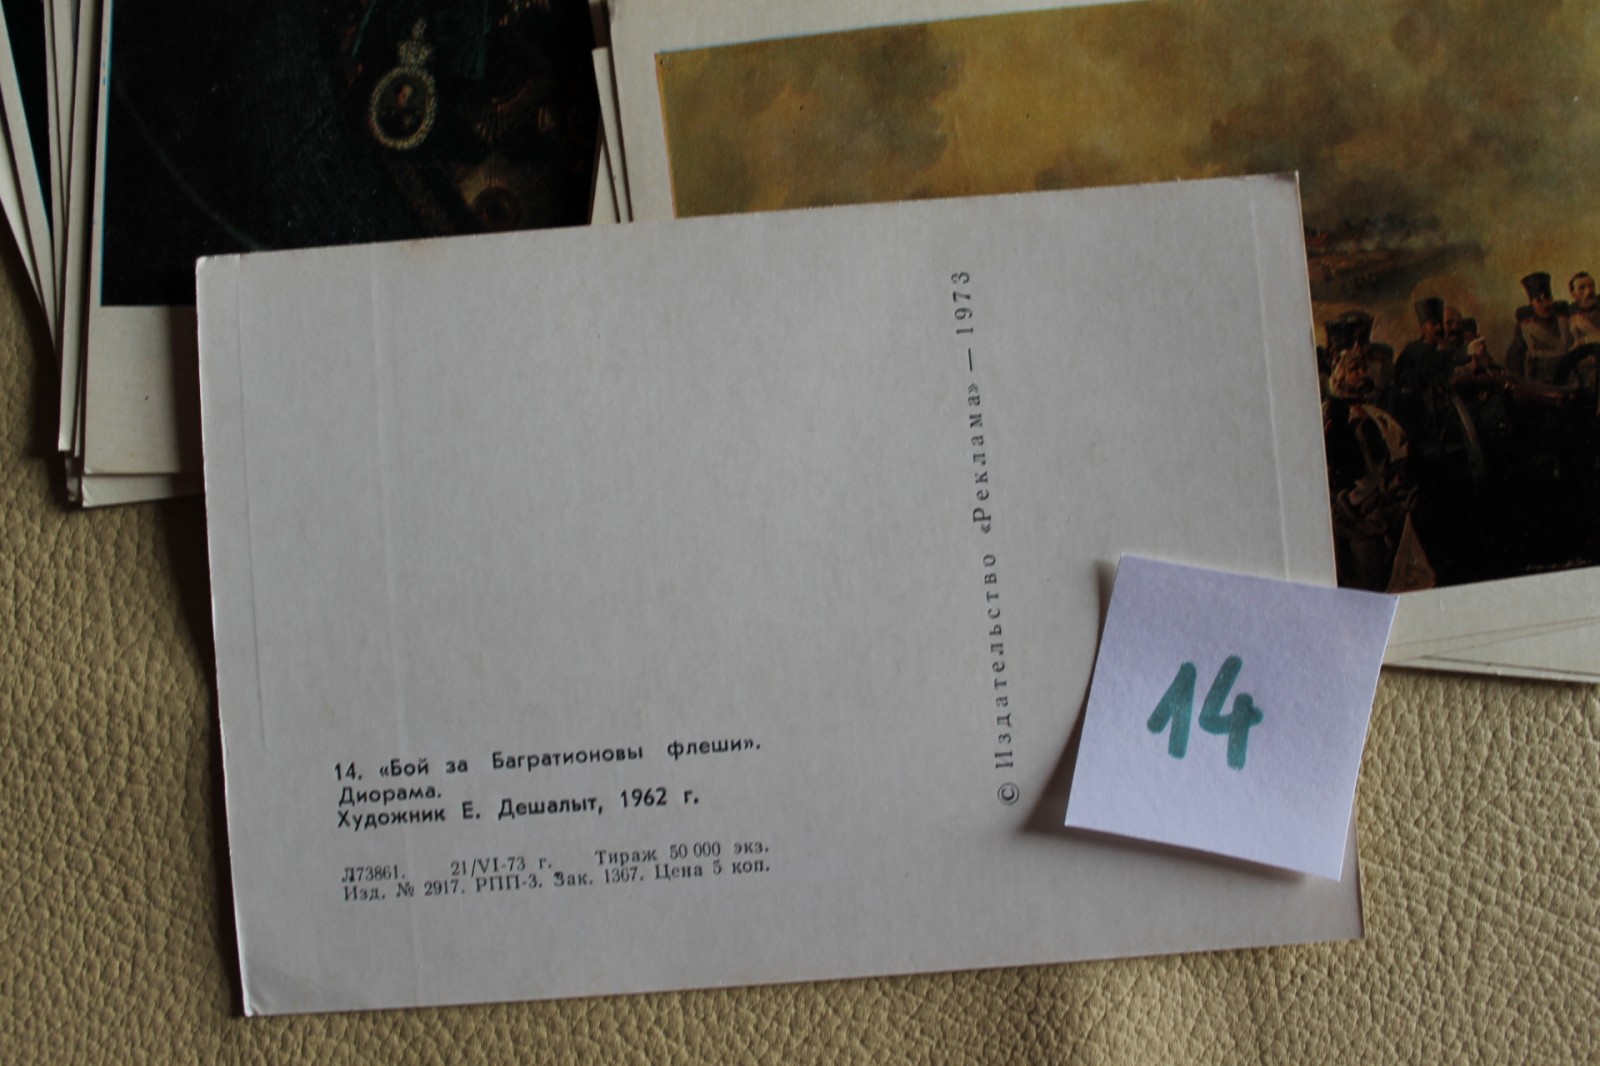 14. «Бой за Багратионовы флеши».
Диорама.
Художник Е. Дешалыт, 1962 г.
Л73861. 21/VI-73 г. Тираж 50 000 экз.
Изд. № 2917. РПП-3. Зак. 1367. Цена 5 коп.
© Издательство «Реклама» — 1973
14